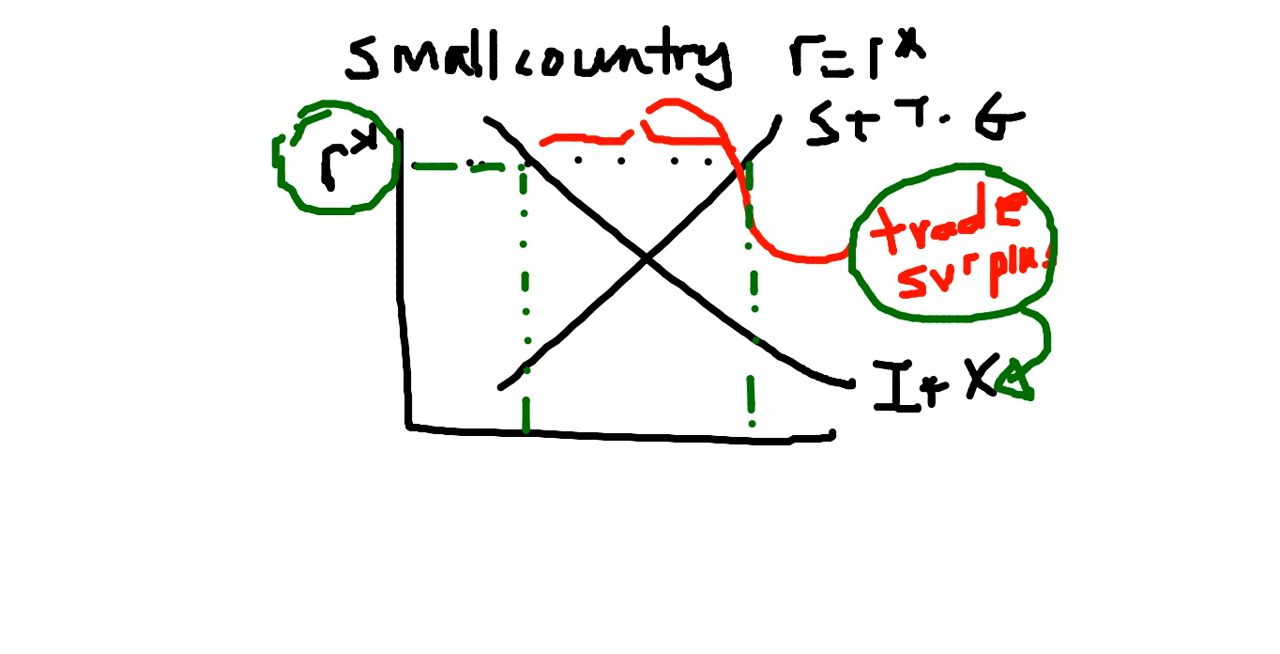 small country r=r*
S+T-G
r*
trade
surplus
I+X